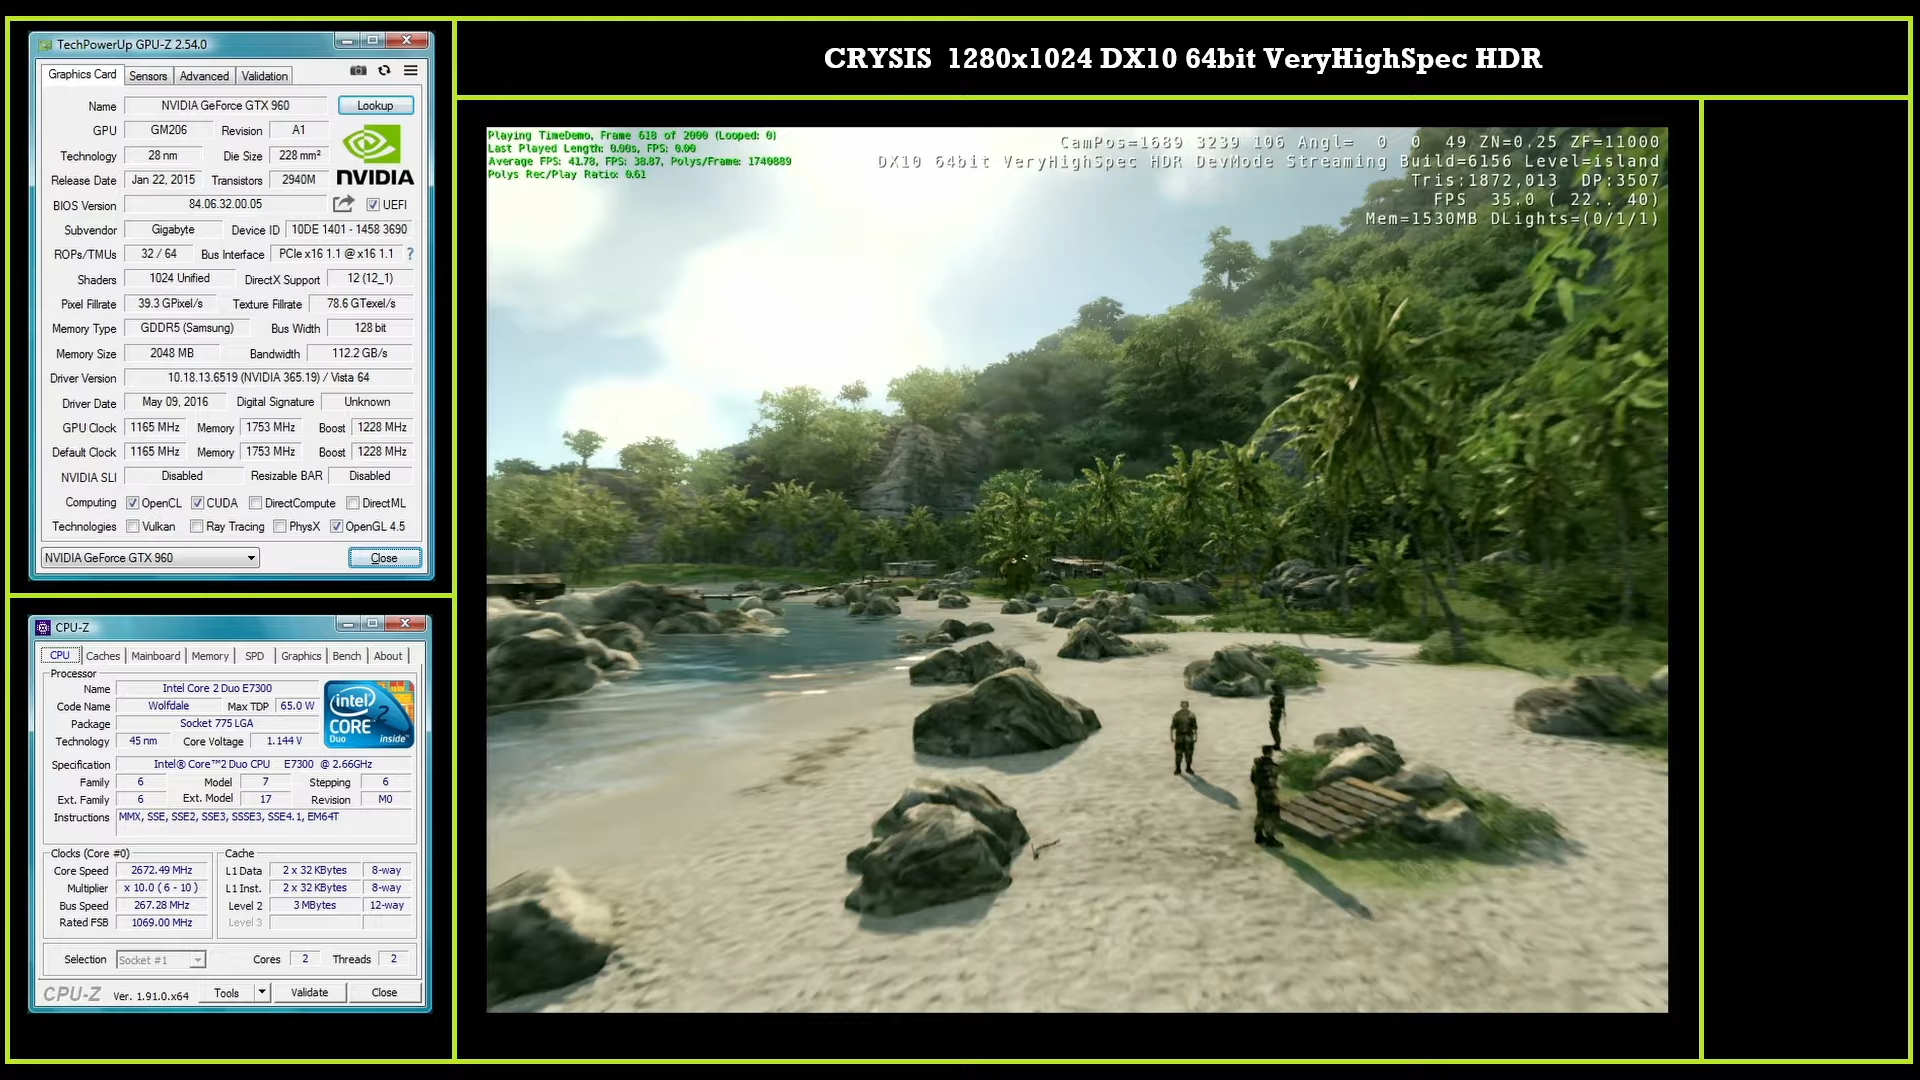 CRYSIS 1280x1024 DX10 64bit VeryHighSpec HDR
TechPowerUp GPU-Z 2.54.0
Graphics Card Sensors Advanced Validation
Name NVIDIA GeForce GTX 960 Lookup
GPU GM206 Revision A1
Technology 28 nm Die Size 228 mm²
Release Date Jan 22, 2015 Transistors 2940M
NVIDIA
BIOS Version 84.06.32.00.05 UEFI
Subvendor Gigabyte Device ID 10DE 1401 - 1458 3690
ROPs/TMUs 32 / 64 Bus Interface PCIe x16 1.1 @ x16 1.1 ?
Shaders 1024 Unified DirectX Support 12 (12_1)
Pixel Fillrate 39.3 GPixel/s Texture Fillrate 78.6 GTexel/s
Memory Type GDDR5 (Samsung) Bus Width 128 bit
Memory Size 2048 MB Bandwidth 112.2 GB/s
Driver Version 10.18.13.6519 (NVIDIA 365.19) / Vista 64
Driver Date May 09, 2016 Digital Signature Unknown
GPU Clock 1165 MHz Memory 1753 MHz Boost 1228 MHz
Default Clock 1165 MHz Memory 1753 MHz Boost 1228 MHz
NVIDIA SLI Disabled Resizable BAR Disabled
Computing OpenCL CUDA DirectCompute DirectML
Technologies Vulkan Ray Tracing PhysX OpenGL 4.5
NVIDIA GeForce GTX 960 Close
CPU-Z
CPU Caches Mainboard Memory SPD Graphics Bench About
Processor
Name Intel Core 2 Duo E7300
Code Name Wolfdale Max TDP 65.0 W
Package Socket 775 LGA
Technology 45 nm Core Voltage 1.144 V
intel
CORE 2
Duo inside™
Specification Intel® Core™2 Duo CPU E7300 @ 2.66GHz
Family 6 Model 7 Stepping 6
Ext. Family 6 Ext. Model 17 Revision M0
Instructions MMX, SSE, SSE2, SSE3, SSSE3, SSE4.1, EM64T
Clocks (Core #0) Cache
Core Speed 2672.49 MHz L1 Data 2 x 32 KBytes 8-way
Multiplier x 10.0 ( 6 - 10 ) L1 Inst. 2 x 32 KBytes 8-way
Bus Speed 267.28 MHz Level 2 3 MBytes 12-way
Rated FSB 1069.00 MHz Level 3
Selection Socket #1 Cores 2 Threads 2
CPU-Z Ver. 1.91.0.x64 Tools Validate Close
Playing TimeDemo, Frame 618 of 2000 (Looped: 0)
Last Played Length: 0.00s, FPS: 0.00
Average FPS: 41.78, FPS: 38.87, Polys/Frame: 1740889
Polys Rec/Play Ratio: 0.61
CamPos=1689 3239 106 Angl= 0 0 49 ZN=0.25 ZF=11000
DX10 64bit VeryHighSpec HDR DevMode Streaming Build=6156 Level=island
Tris:1872,013 DP:3507
FPS 35.0 ( 22.. 40)
Mem=1530MB DLights=(0/1/1)